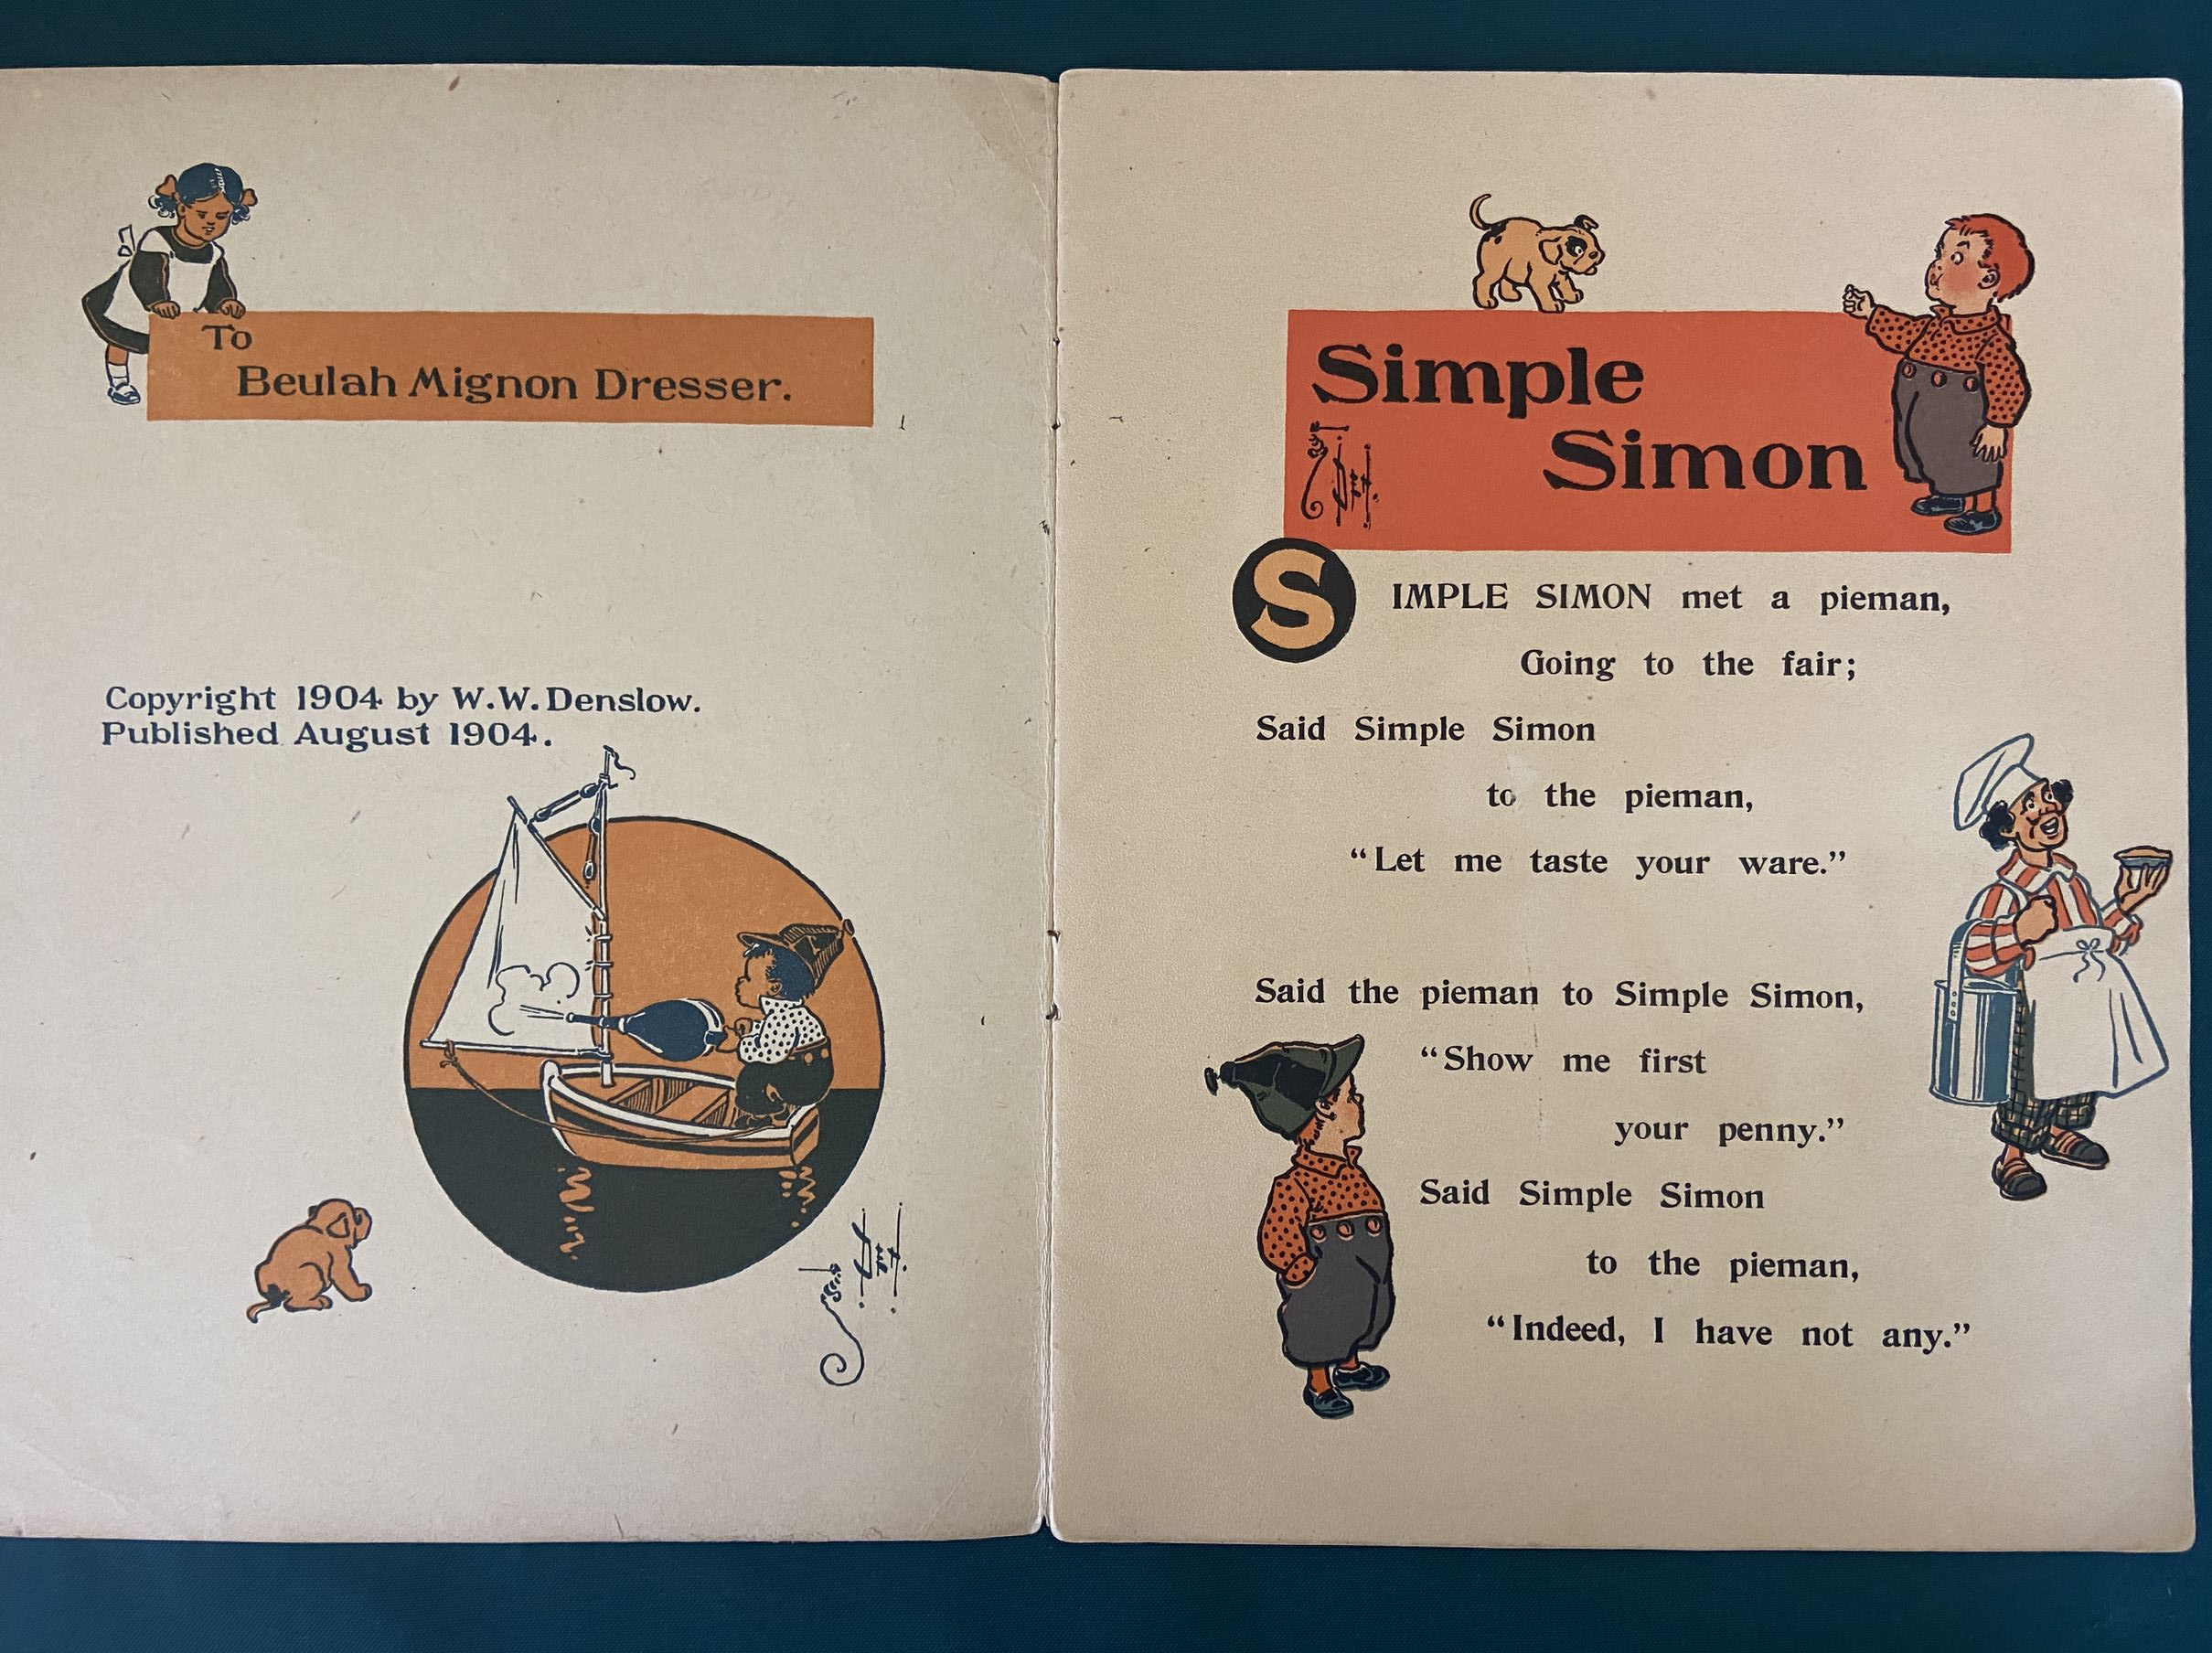 To
Beulah Mignon Dresser.
Copyright 1904 by W.W. Denslow.
Published August 1904.
Simple
Simon
SIMPLE SIMON met a pieman,
Going to the fair;
Said Simple Simon
to the pieman,
“Let me taste your ware.”
Said the pieman to Simple Simon,
“Show me first
your penny.”
Said Simple Simon
to the pieman,
“Indeed, I have not any.”